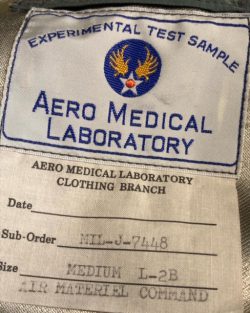 EXPERIMENTAL TEST SAMPLE
AERO MEDICAL
LABORATORY
AERO MEDICAL LABORATORY
CLOTHING BRANCH
Date
Sub-Order MIL-J-7448
Size MEDIUM L-2B
AIR MATERIEL COMMAND